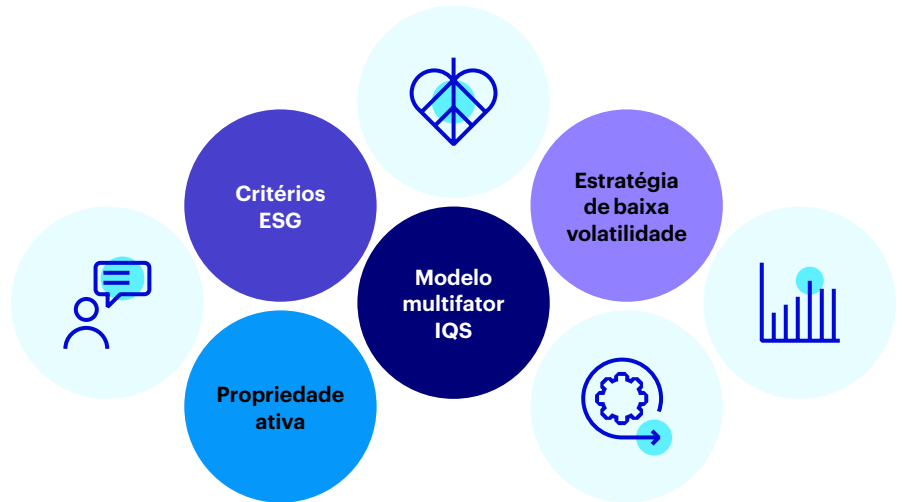 Critérios
ESG
Estratégia
de baixa
volatilidade
Modelo
multifator
IQS
Propriedade
ativa